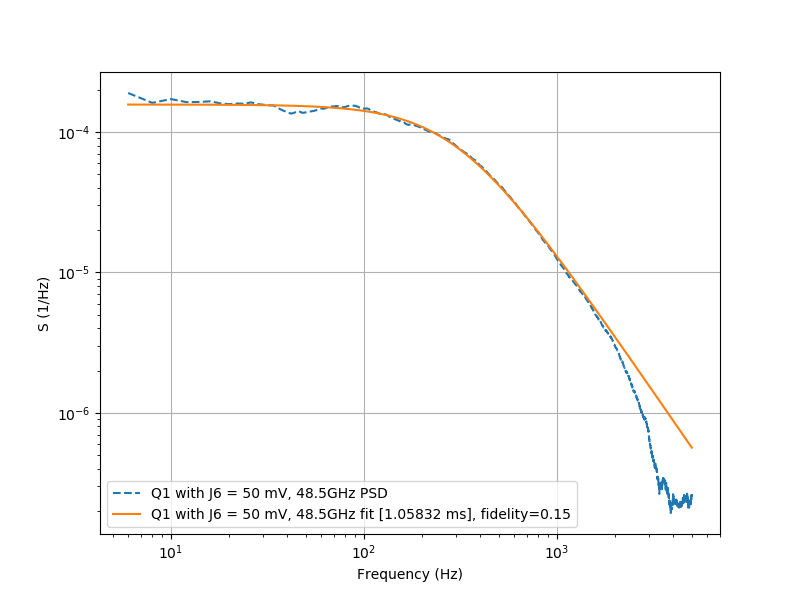 10⁻⁴
10⁻⁵
10⁻⁶
S (1/Hz)
Q1 with J6 = 50 mV, 48.5GHz PSD
Q1 with J6 = 50 mV, 48.5GHz fit [1.05832 ms], fidelity=0.15
10¹ 10² 10³
Frequency (Hz)